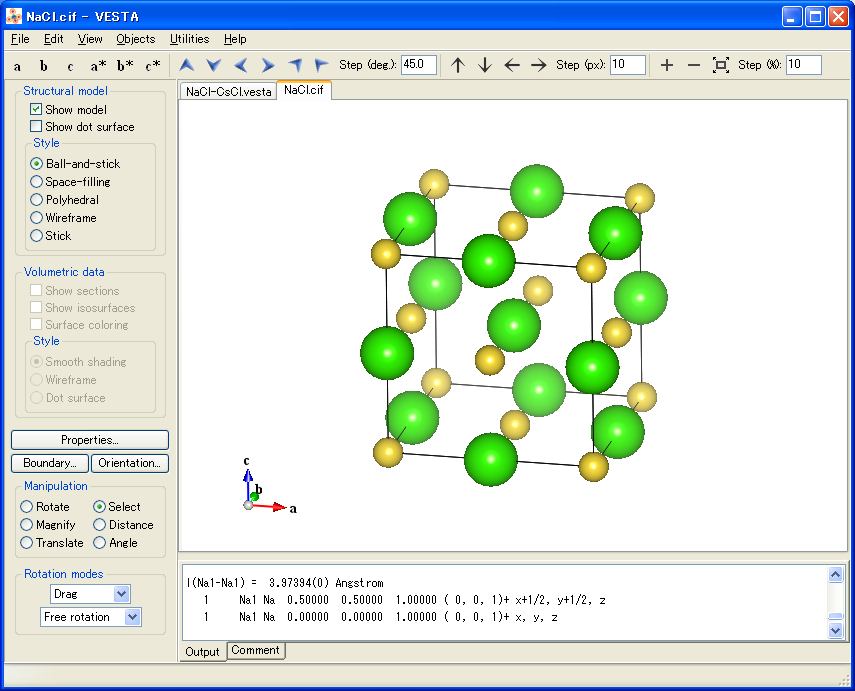 NaCl.cif - VESTA
File Edit View Objects Utilities Help
a b c a* b* c* Step (deg.): 45.0 Step (px): 10 Step (%): 10
Structural model
Show model
Show dot surface
Style
Ball-and-stick
Space-filling
Polyhedral
Wireframe
Stick
Volumetric data
Show sections
Show isosurfaces
Surface coloring
Style
Smooth shading
Wireframe
Dot surface
Properties...
Boundary... Orientation...
Manipulation
Rotate Select
Magnify Distance
Translate Angle
Rotation modes
Drag
Free rotation
NaCl-CsCl.vesta NaCl.cif
c
b
a
l(Na1-Na1) = 3.97394(0) Angstrom
1 Na1 Na 0.50000 0.50000 1.00000 ( 0, 0, 1)+ x+1/2, y+1/2, z
1 Na1 Na 0.00000 0.00000 1.00000 ( 0, 0, 1)+ x, y, z
Output Comment